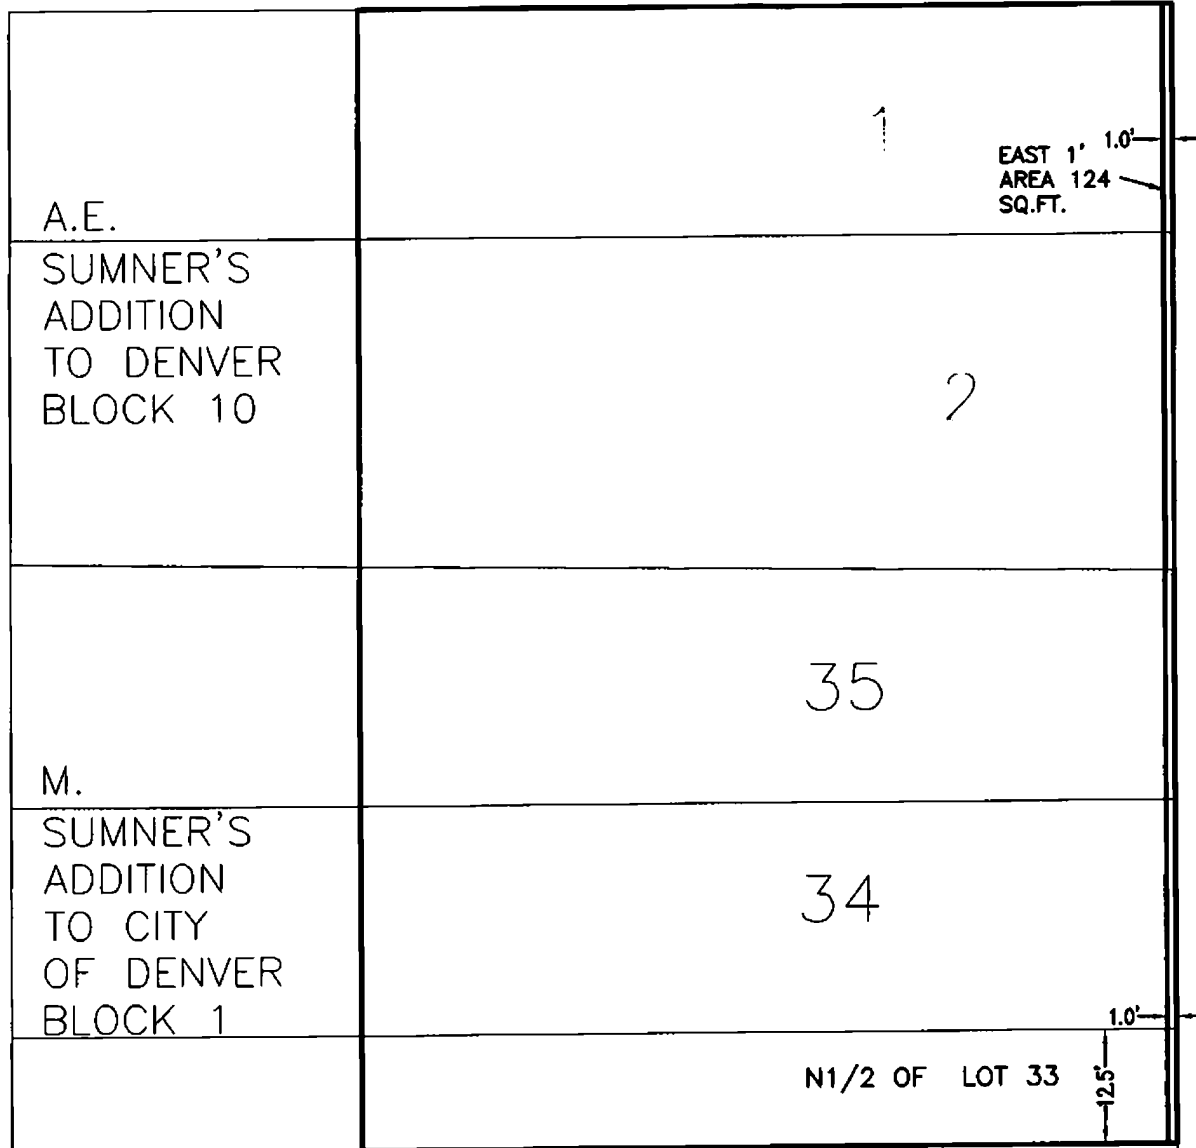 1
EAST 1'
AREA 124
SQ.FT.
1.0'
A.E.
SUMNER'S
ADDITION
TO DENVER
BLOCK 10
2
35
M.
SUMNER'S
ADDITION
TO CITY
OF DENVER
BLOCK 1
34
1.0'
N1/2 OF LOT 33
12.5'